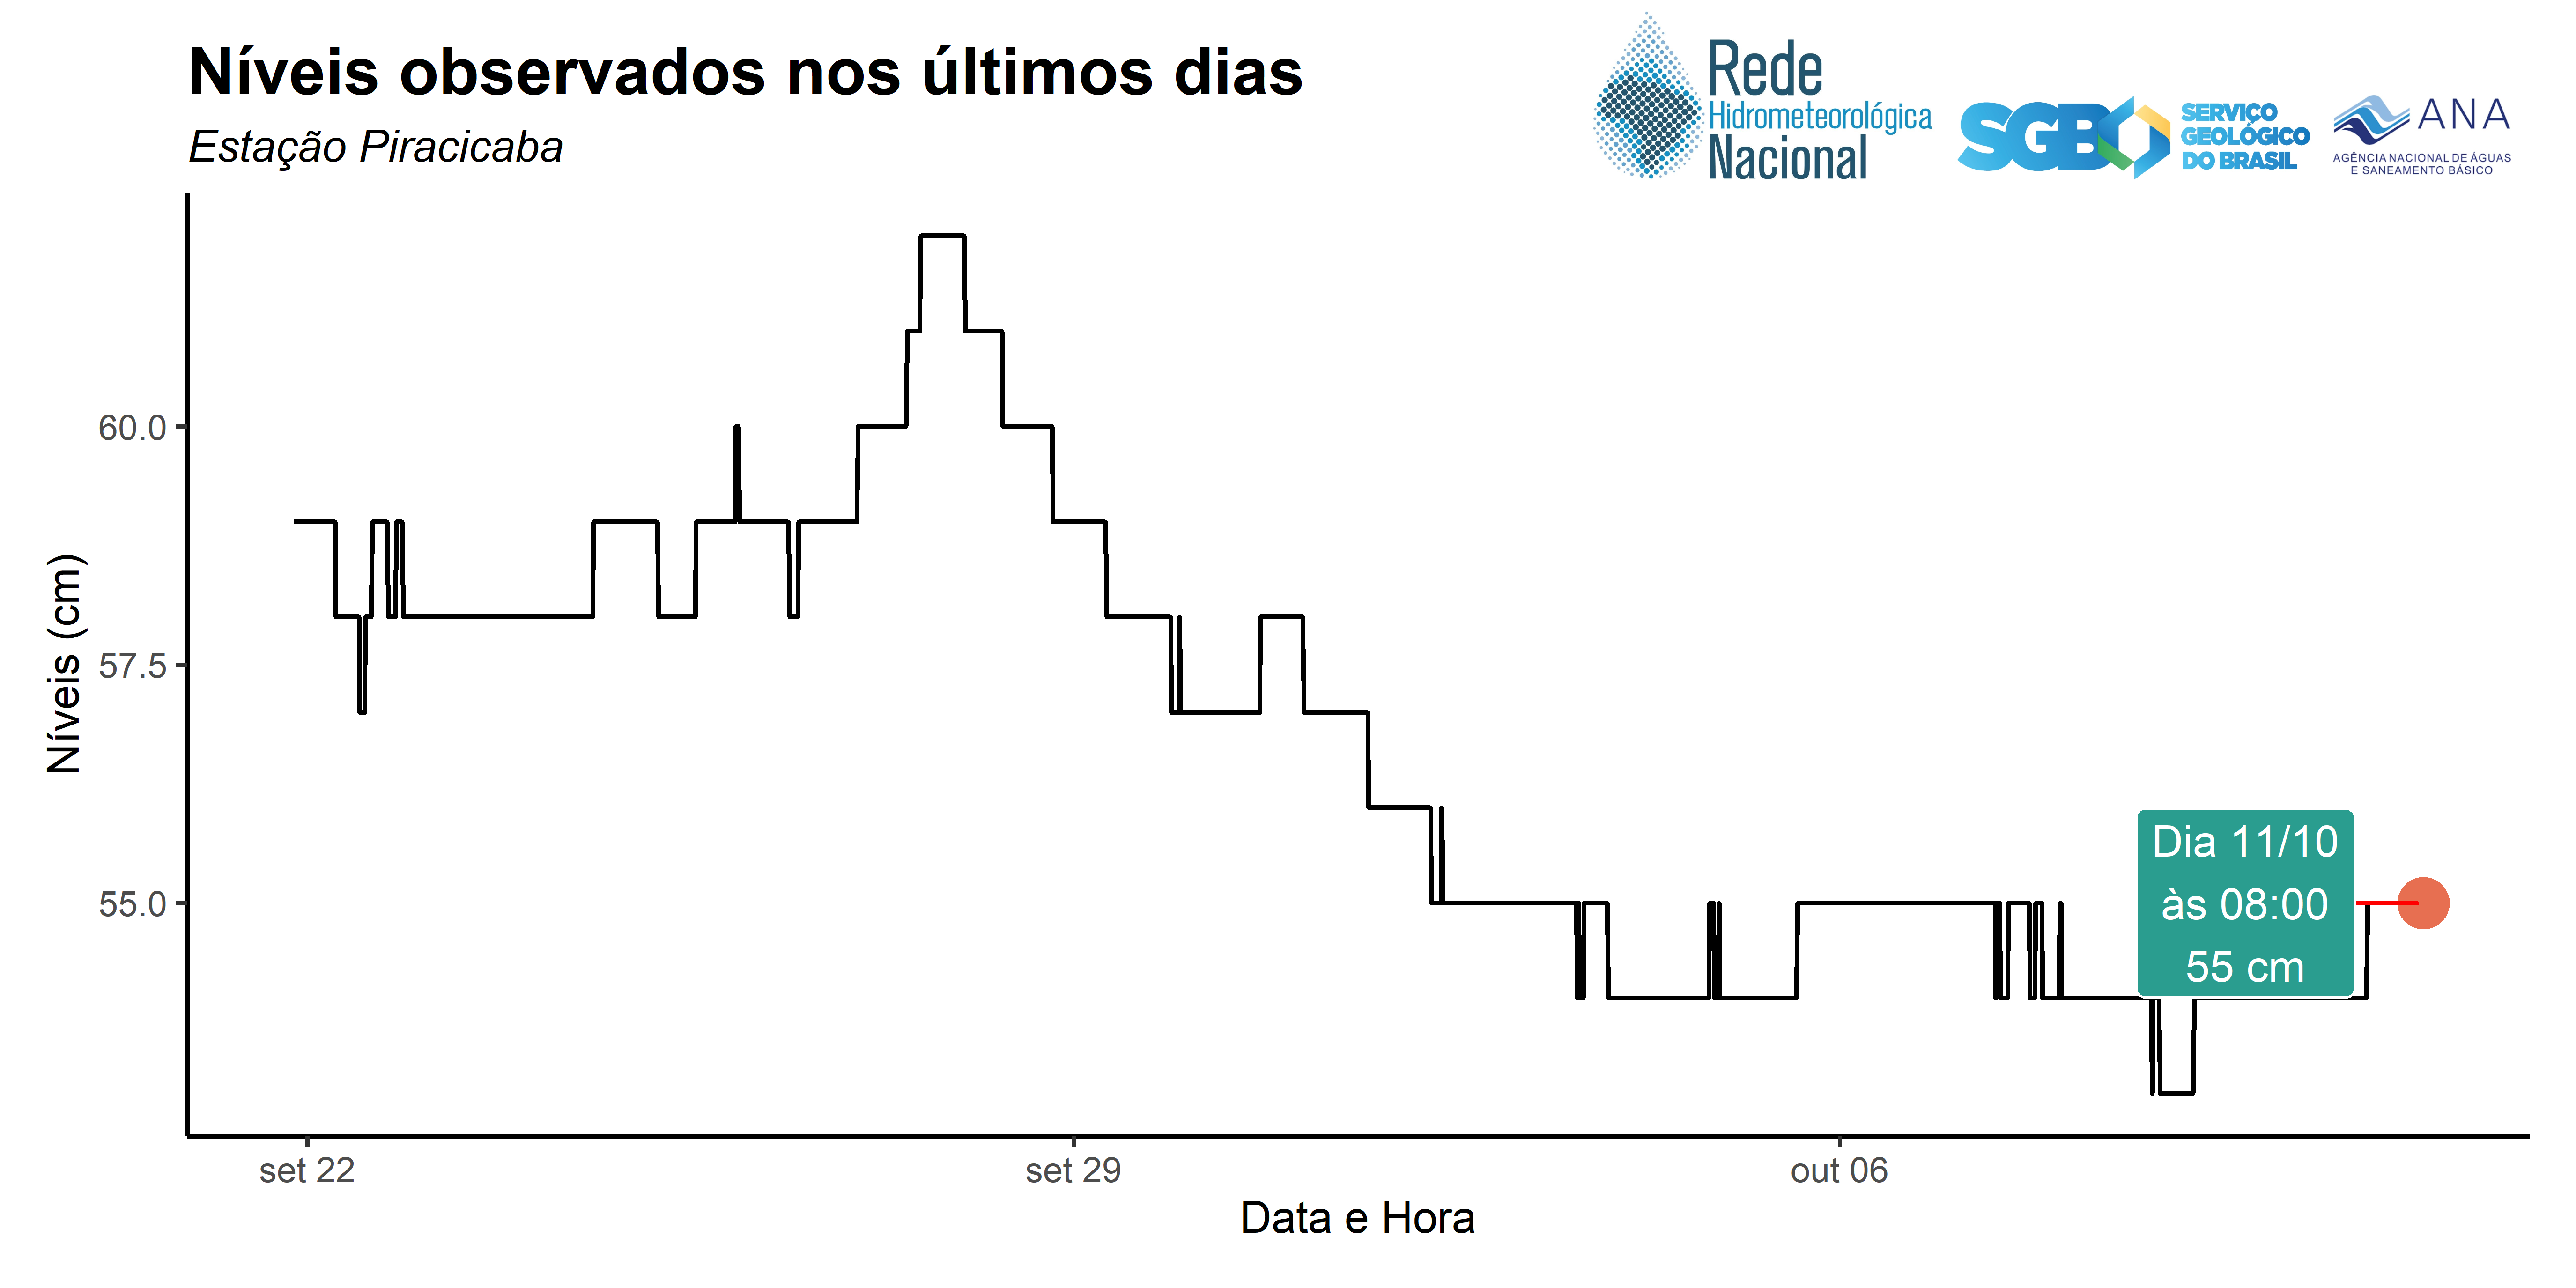 Níveis observados nos últimos dias
Estação Piracicaba
Rede
Hidrometeorológica
Nacional
SGB
SERVIÇO
GEOLÓGICO
DO BRASIL
ANA
AGÊNCIA NACIONAL DE ÁGUAS
E SANEAMENTO BÁSICO
Níveis (cm)
60.0
57.5
55.0
Dia 11/10
às 08:00
55 cm
set 22
set 29
out 06
Data e Hora